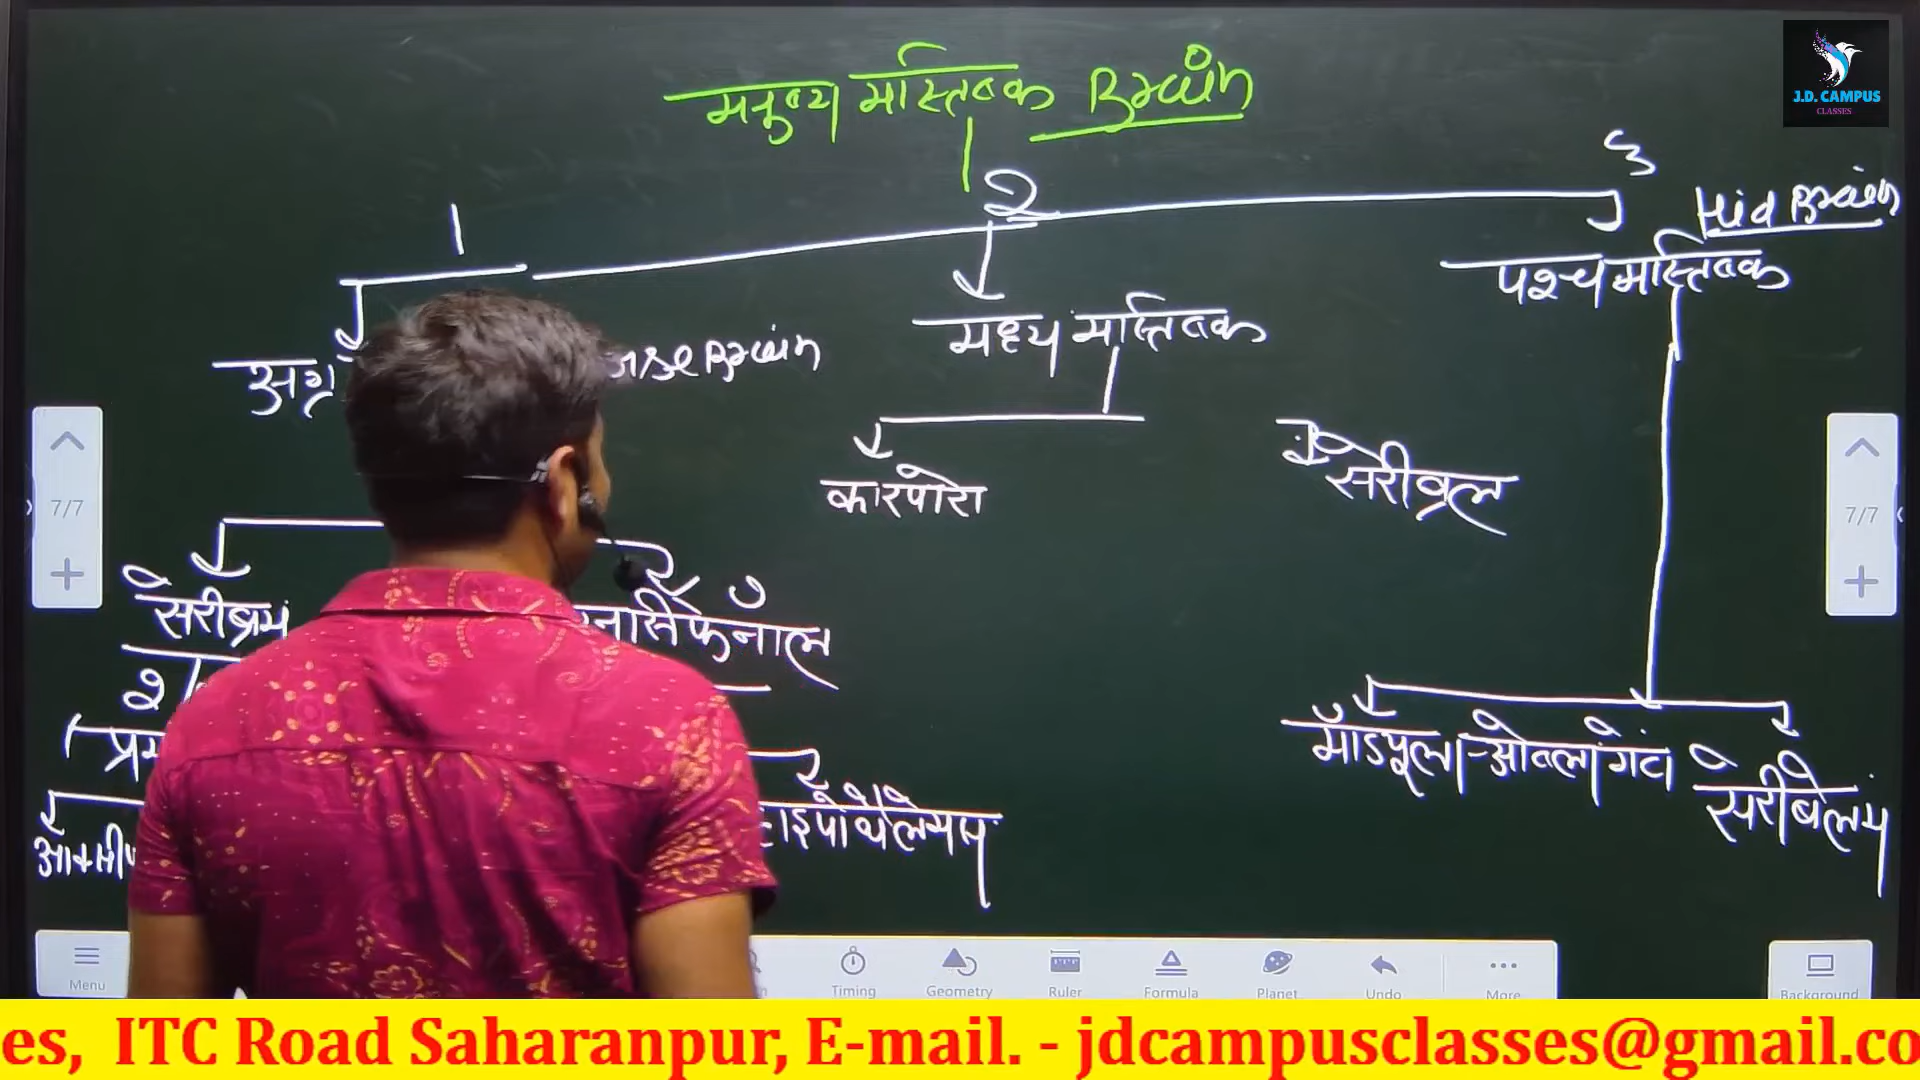 मनुष्य मस्तिष्क Brain
J.D. CAMPUS
CLASSES
1
2
3
Hid Brain
पश्च मस्तिष्क
मध्य मस्तिष्क
अग्र
Brain
कारपोरा
सेरीब्रल
7/7
7/7
सेरीब्रम
मॉडपूला-ओब्लांगेटा
सेरीबेलम
हाइपोथेलेमस
Menu
Timing
Geometry
Ruler
Formula
Planet
Undo
More
Background
es, ITC Road Saharanpur, E-mail. - jdcampusclasses@gmail.co